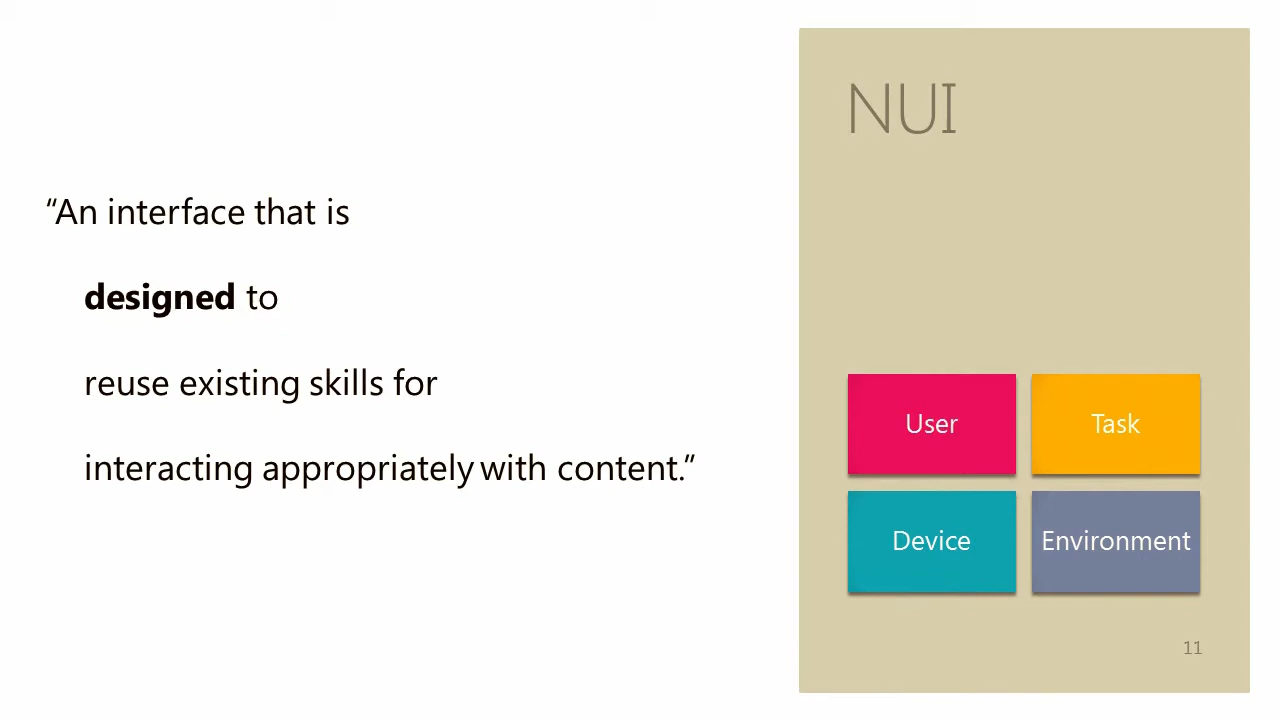 “An interface that is
designed to
reuse existing skills for
interacting appropriately with content.”
NUI
User
Task
Device
Environment
11